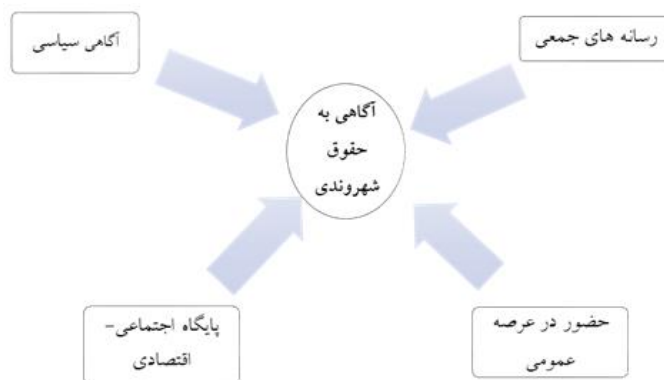 رسانه های جمعی
آگاهی سیاسی
آگاهی به
حقوق
شهروندی
حضور در عرصه
عمومی
پایگاه اجتماعی-
اقتصادی